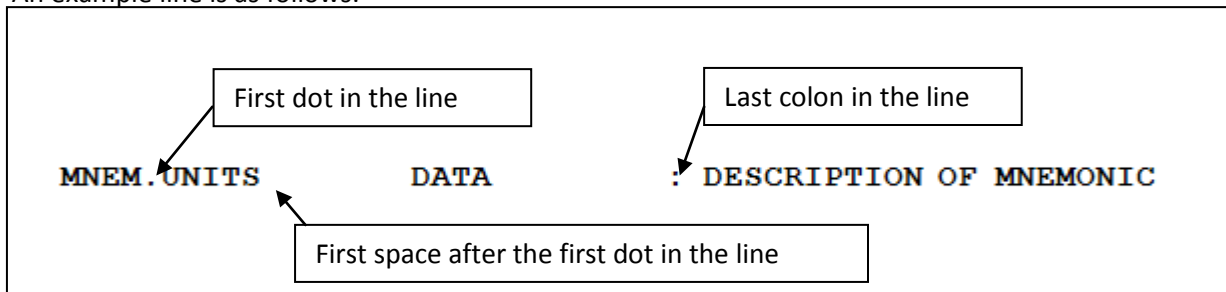 An example line is as follows:
First dot in the line
Last colon in the line
MNEM.UNITS DATA : DESCRIPTION OF MNEMONIC
First space after the first dot in the line